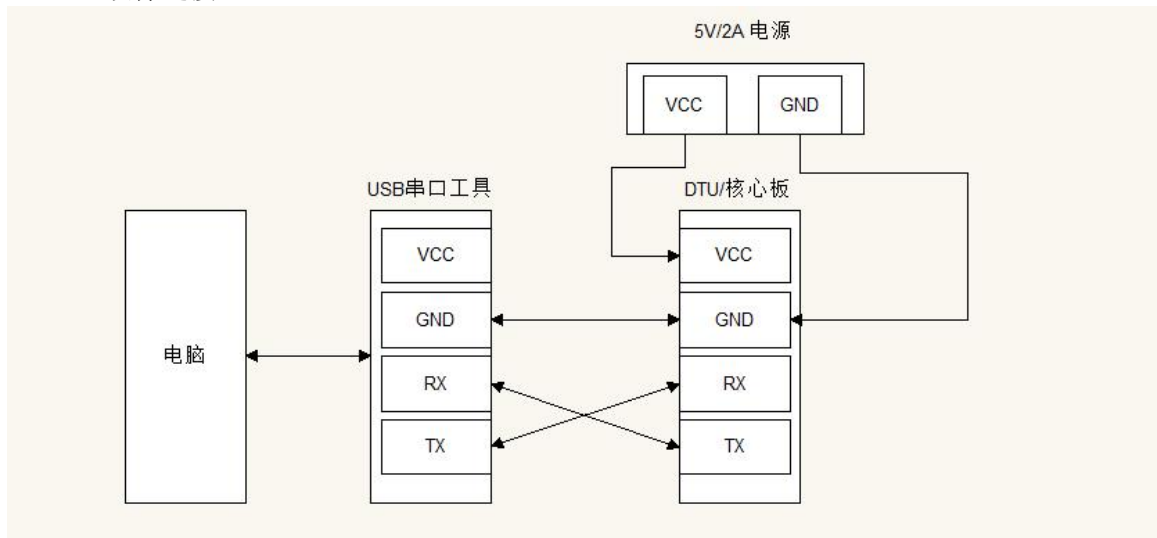 5V/2A 电源
VCC
GND
USB串口工具
DTU/核心板
电脑
VCC
GND
RX
TX
VCC
GND
RX
TX